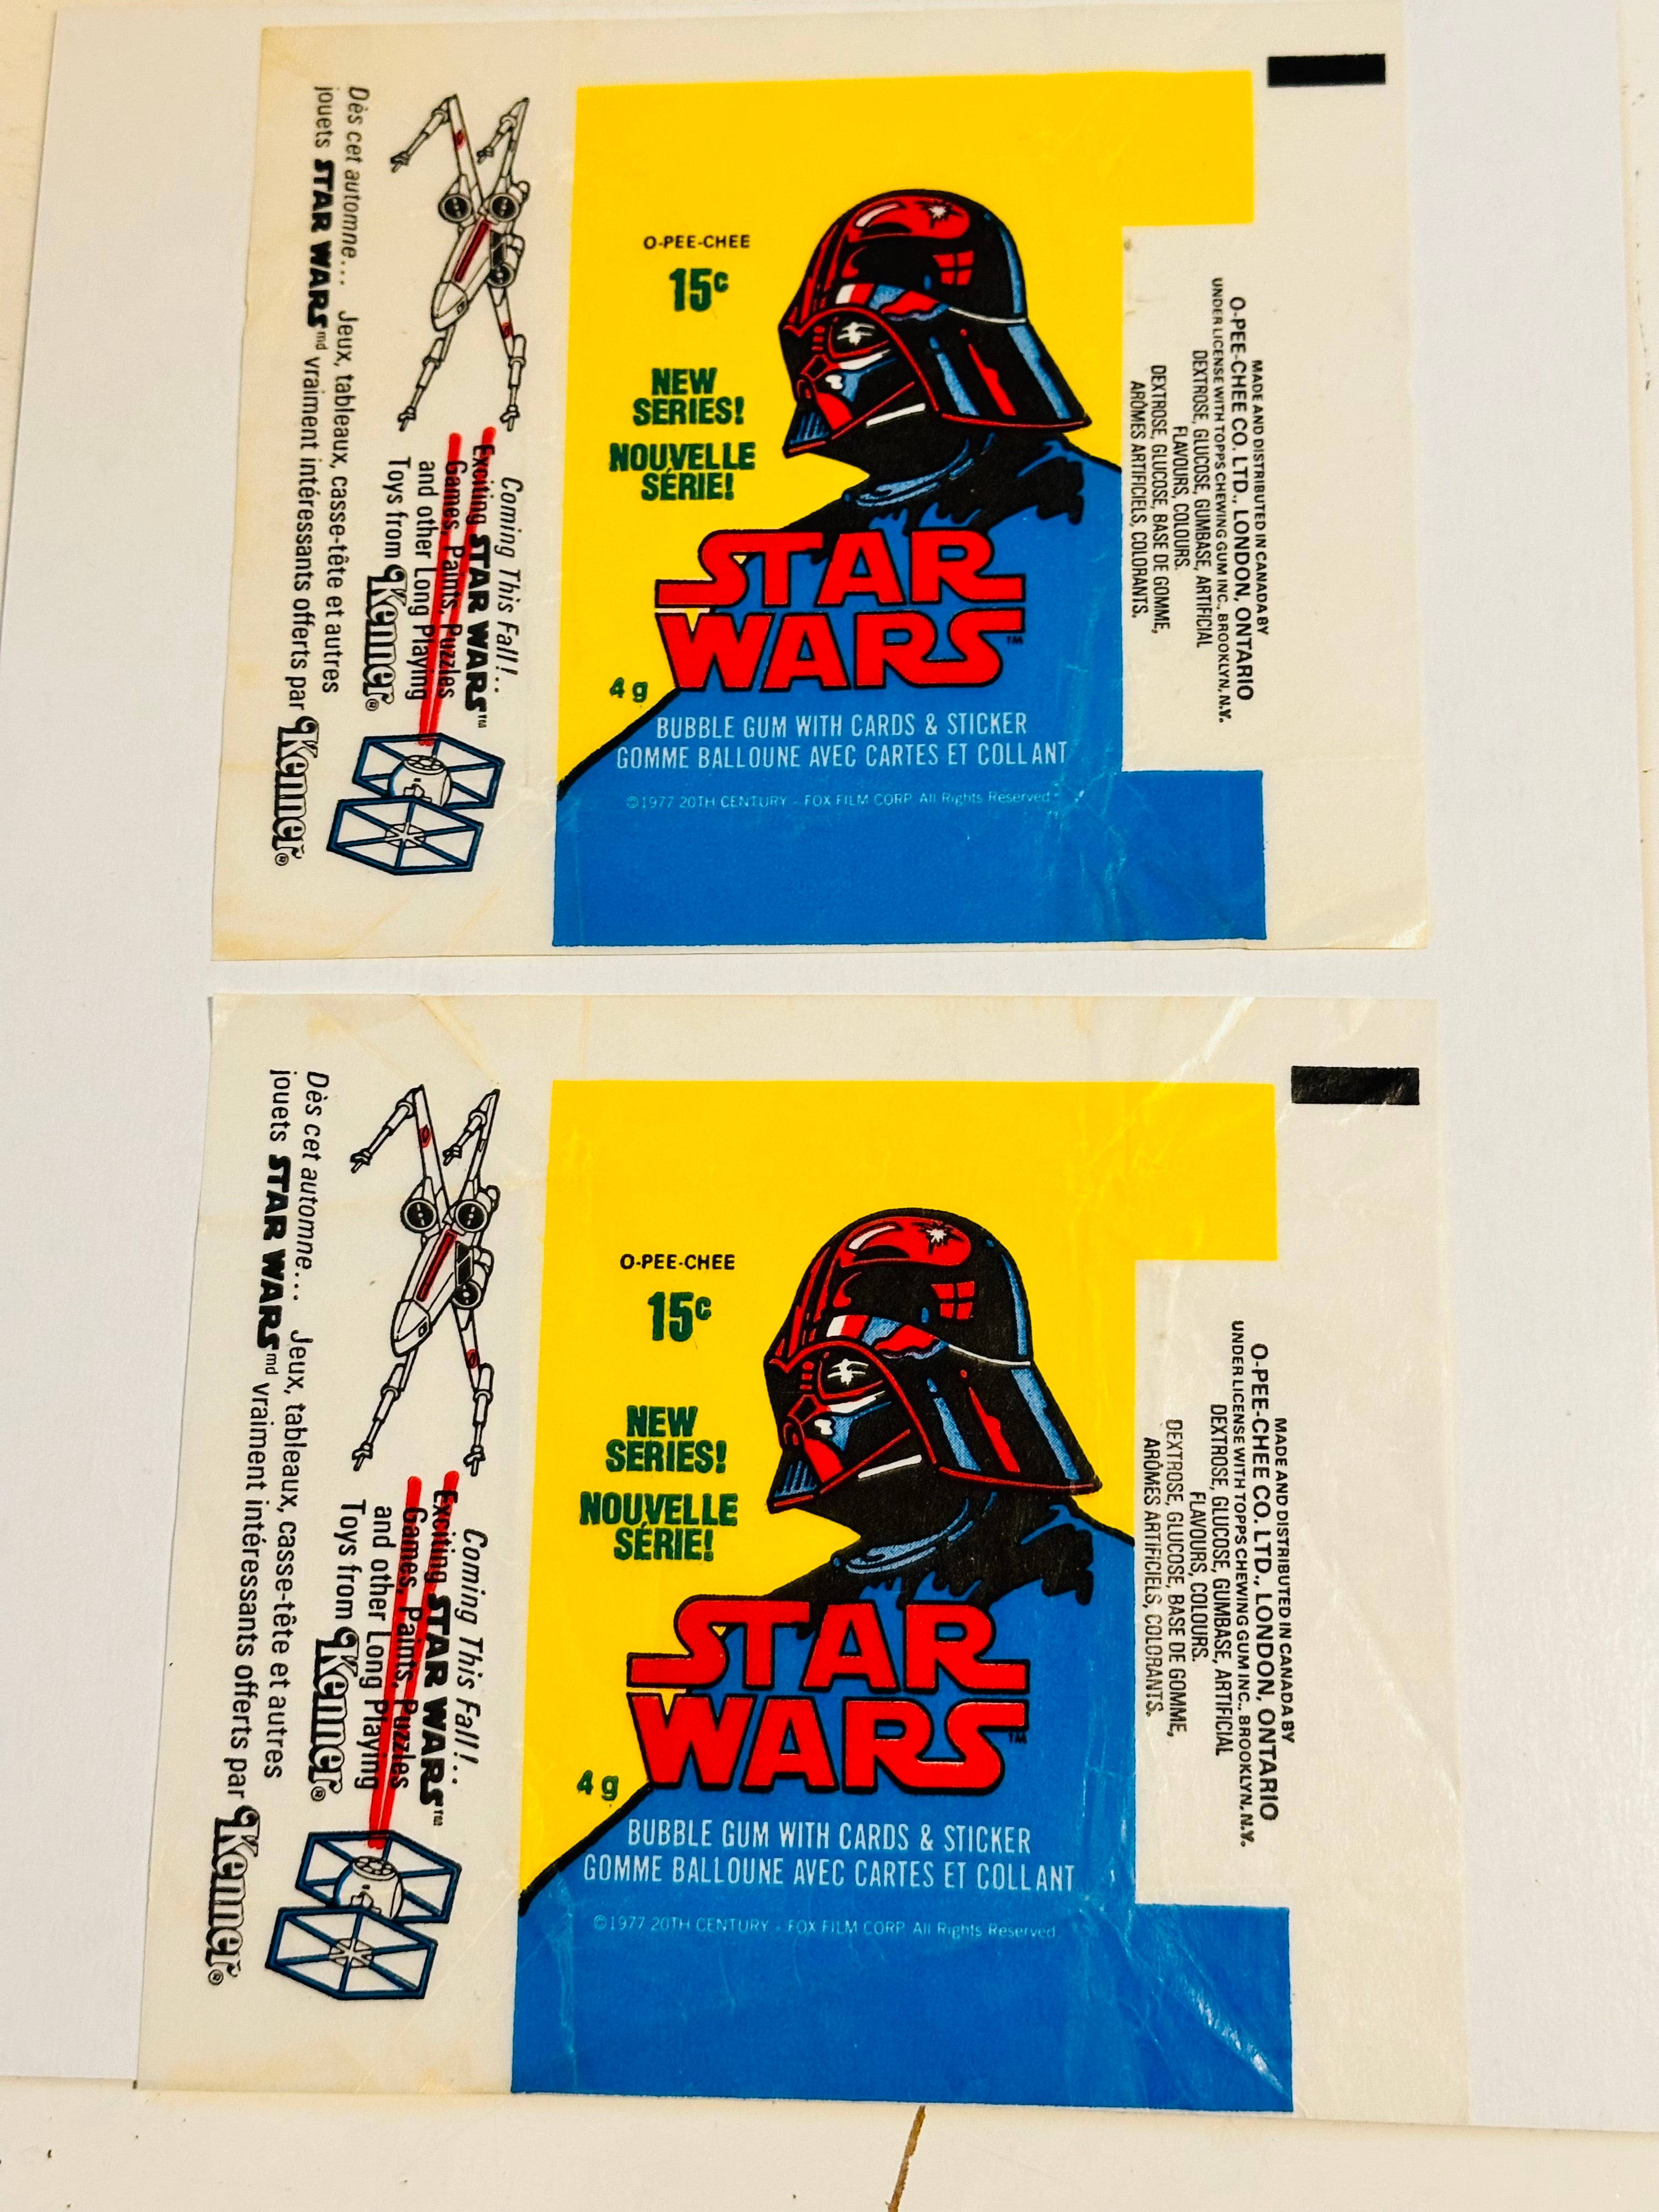 O-PEE-CHEE
15¢
NEW
SERIES!
NOUVELLE
SÉRIE!
STAR
WARS™
4 g
BUBBLE GUM WITH CARDS & STICKER
GOMME BALLOUNE AVEC CARTES ET COLLANT
©1977 20TH CENTURY - FOX FILM CORP. All Rights Reserved
Coming This Fall!..
Exciting STAR WARS™
Games, Paints, Puzzles
and other Long Playing
Toys from Kenner®
Dès cet automne... Jeux, tableaux, casse-tête et autres
jouets STAR WARS md vraiment intéressants offerts par Kenner®
MADE AND DISTRIBUTED IN CANADA BY
O-PEE-CHEE CO. LTD., LONDON, ONTARIO
UNDER LICENSE WITH TOPPS CHEWING GUM INC., BROOKLYN, N.Y.
DEXTROSE, GLUCOSE, GUMBASE, ARTIFICIAL
FLAVOURS, COLOURS.
DEXTROSE, GLUCOSE, BASE DE GOMME,
ARÔMES ARTIFICIELS, COLORANTS.
O-PEE-CHEE
15¢
NEW
SERIES!
NOUVELLE
SÉRIE!
STAR
WARS™
4 g
BUBBLE GUM WITH CARDS & STICKER
GOMME BALLOUNE AVEC CARTES ET COLLANT
©1977 20TH CENTURY - FOX FILM CORP. All Rights Reserved
Coming This Fall!..
Exciting STAR WARS™
Games, Paints, Puzzles
and other Long Playing
Toys from Kenner®
Dès cet automne... Jeux, tableaux, casse-tête et autres
jouets STAR WARS md vraiment intéressants offerts par Kenner®
MADE AND DISTRIBUTED IN CANADA BY
O-PEE-CHEE CO. LTD., LONDON, ONTARIO
UNDER LICENSE WITH TOPPS CHEWING GUM INC., BROOKLYN, N.Y.
DEXTROSE, GLUCOSE, GUMBASE, ARTIFICIAL
FLAVOURS, COLOURS.
DEXTROSE, GLUCOSE, BASE DE GOMME,
ARÔMES ARTIFICIELS, COLORANTS.